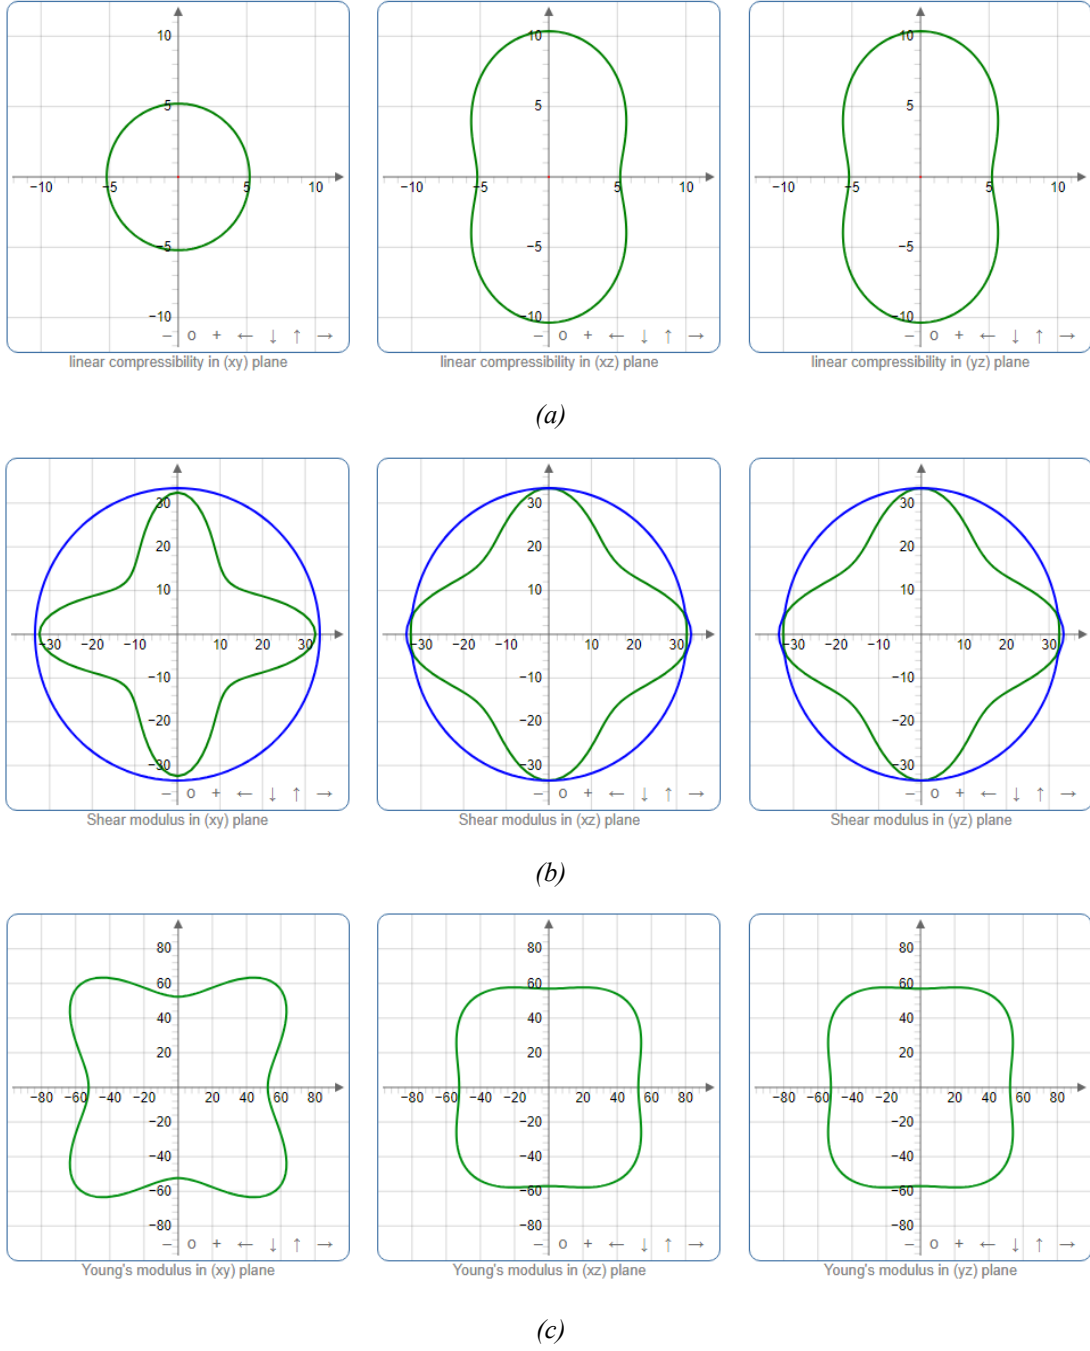 10 10 10
5 5 5
−10 −5 5 10 −10 −5 5 10 −10 −5 5 10
−5 −5 −5
−10 −10 −10
− o + ← ↓ ↑ → − o + ← ↓ ↑ → − o + ← ↓ ↑ →
linear compressibility in (xy) plane linear compressibility in (xz) plane linear compressibility in (yz) plane
(a)
30 30 30
20 20 20
10 10 10
−30 −20 −10 10 20 30 −30 −20 −10 10 20 30 −30 −20 −10 10 20 30
−10 −10 −10
−20 −20 −20
−30 −30 −30
− o + ← ↓ ↑ → − o + ← ↓ ↑ → − o + ← ↓ ↑ →
Shear modulus in (xy) plane Shear modulus in (xz) plane Shear modulus in (yz) plane
(b)
80 80 80
60 60 60
40 40 40
20 20 20
−80 −60 −40 −20 20 40 60 80 −80 −60 −40 −20 20 40 60 80 −80 −60 −40 −20 20 40 60 80
−20 −20 −20
−40 −40 −40
−60 −60 −60
−80 −80 −80
− o + ← ↓ ↑ → − o + ← ↓ ↑ → − o + ← ↓ ↑ →
Young's modulus in (xy) plane Young's modulus in (xz) plane Young's modulus in (yz) plane
(c)